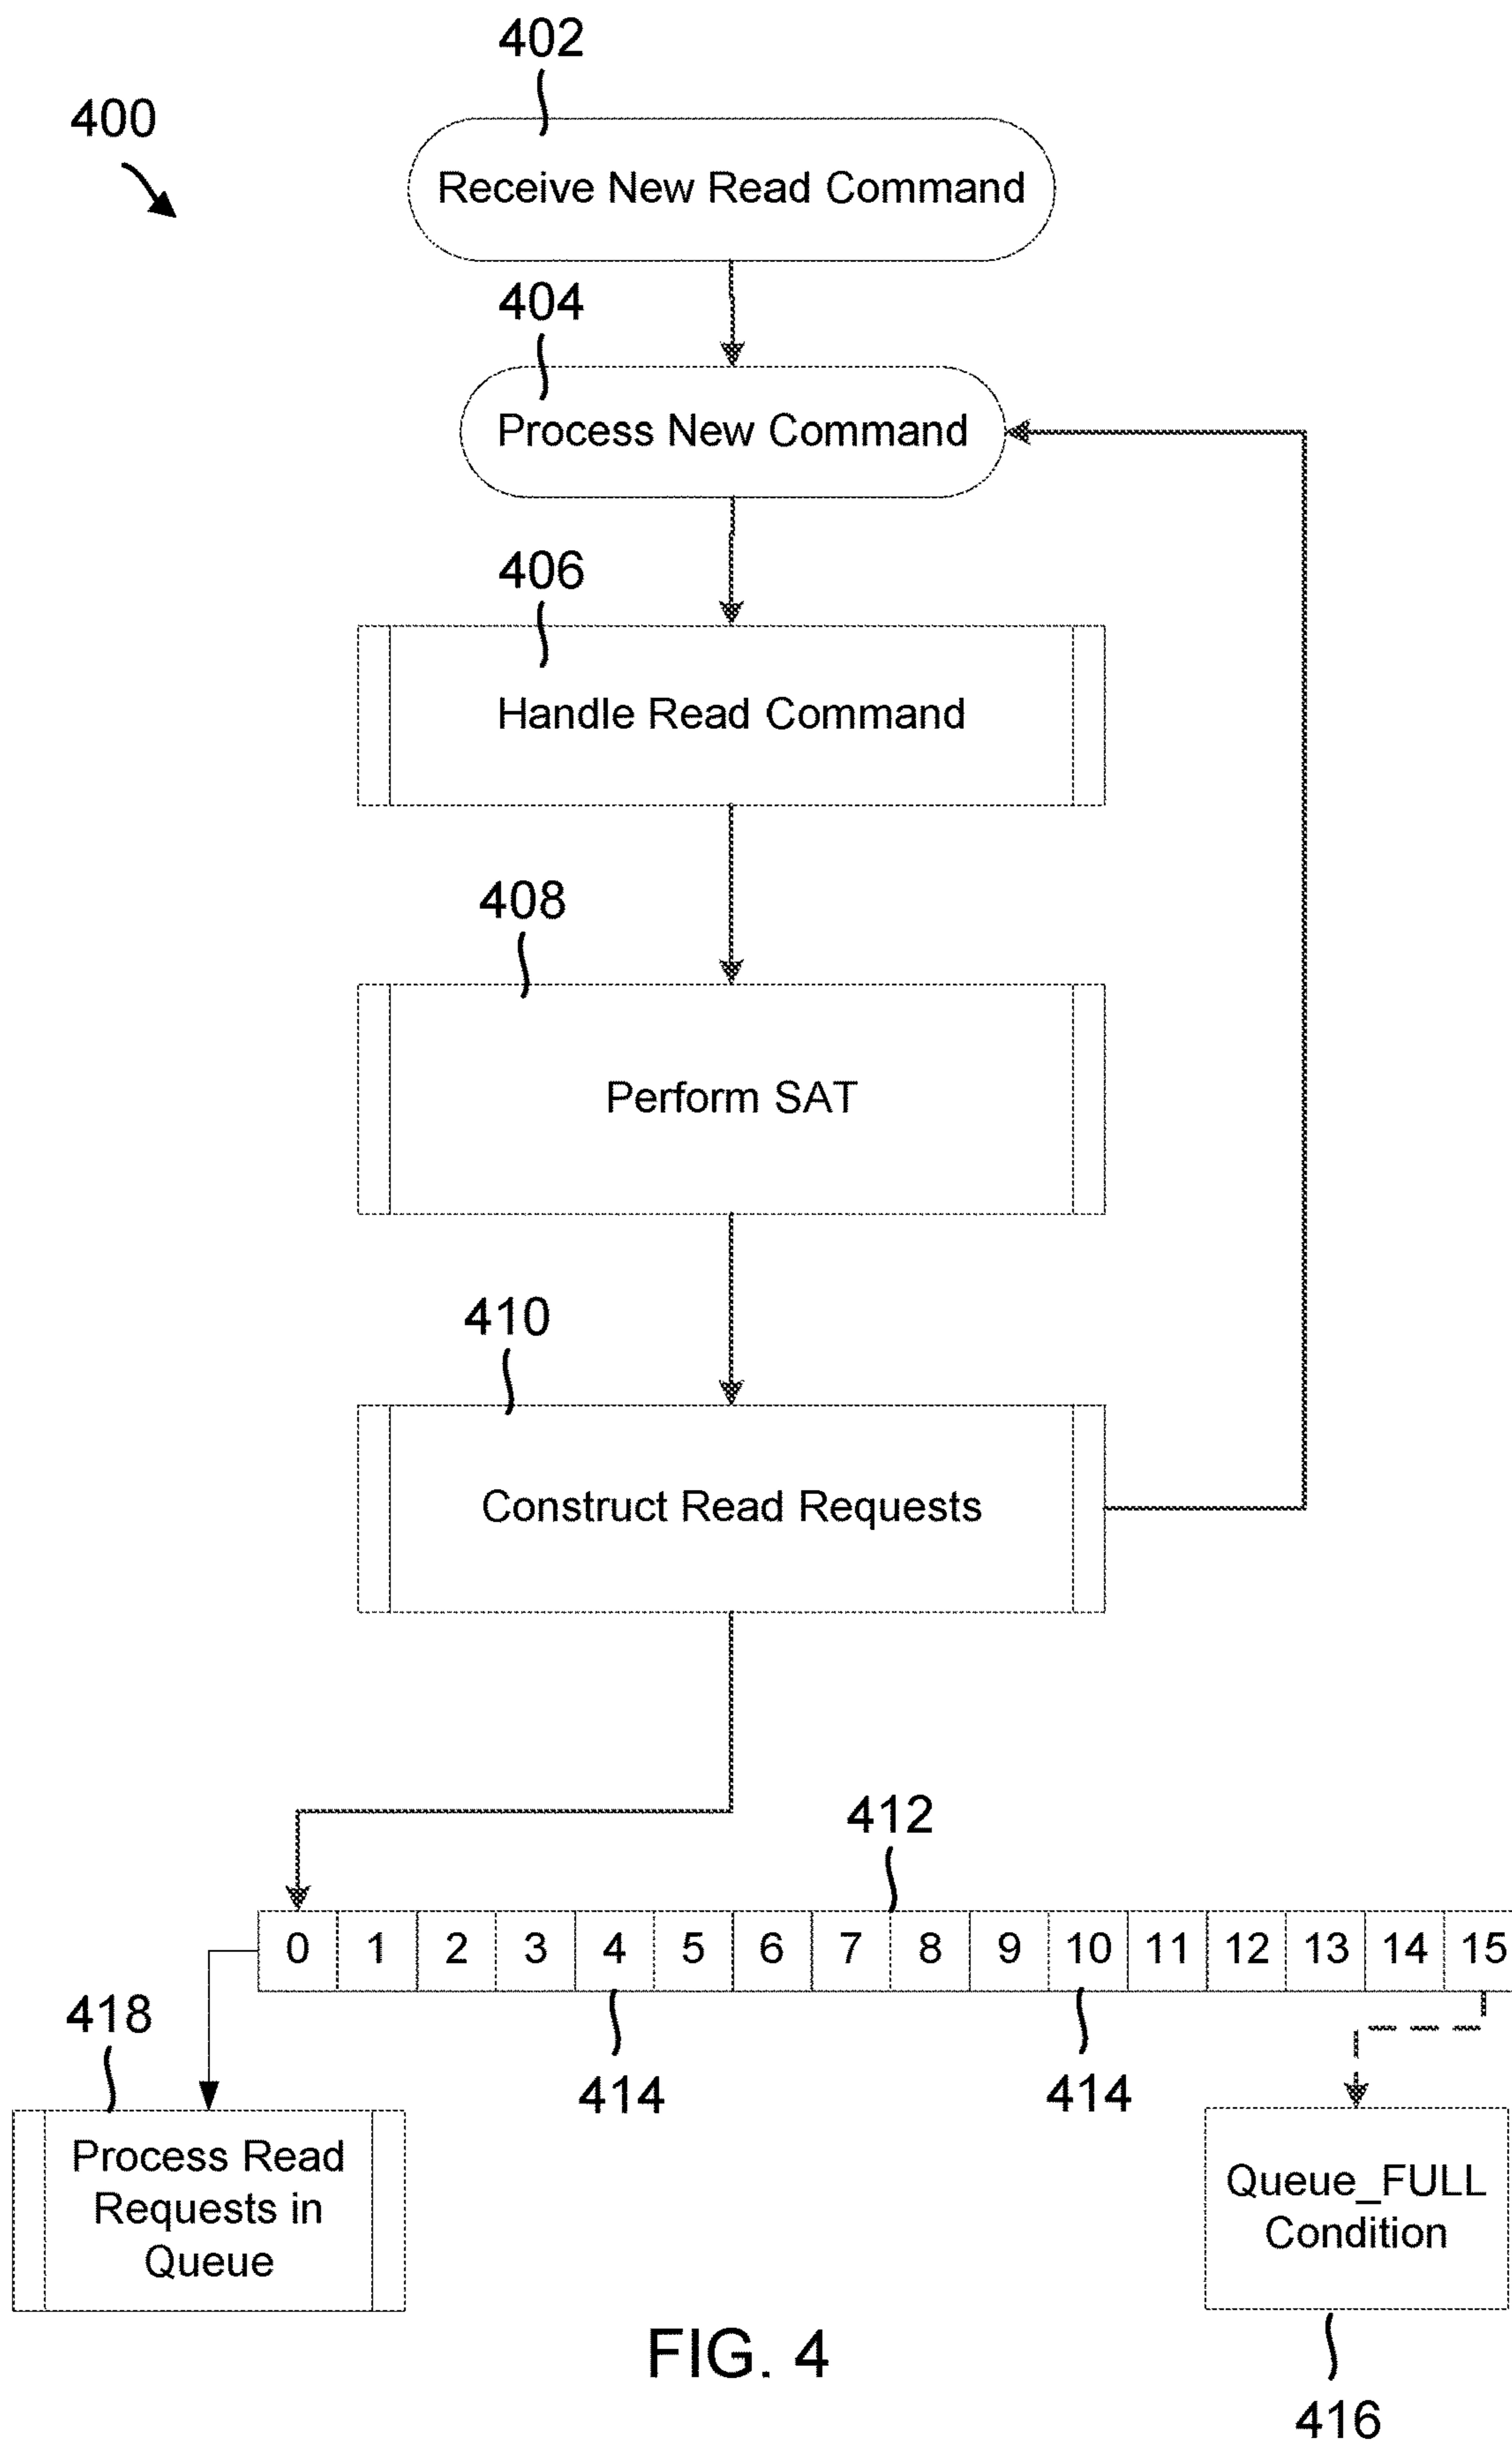 402
400
Receive New Read Command
404
Process New Command
406
Handle Read Command
408
Perform SAT
410
Construct Read Requests
412
0 1 2 3 4 5 6 7 8 9 10 11 12 13 14 15
418
414
414
Process Read
Requests in
Queue
Queue_FULL
Condition
FIG. 4
416